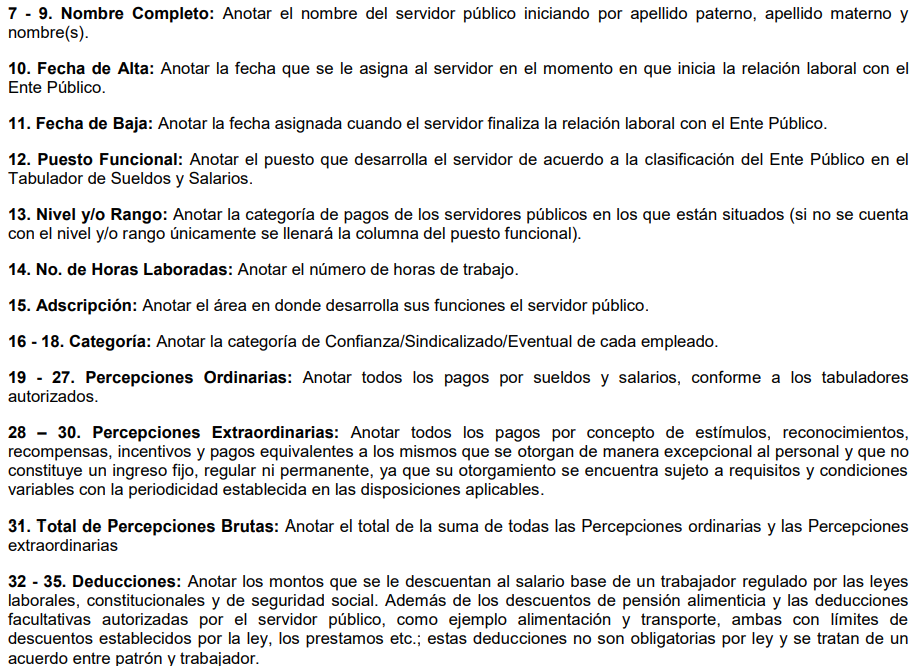 7 - 9. Nombre Completo: Anotar el nombre del servidor público iniciando por apellido paterno, apellido materno y
nombre(s).
10. Fecha de Alta: Anotar la fecha que se le asigna al servidor en el momento en que inicia la relación laboral con el
Ente Público.
11. Fecha de Baja: Anotar la fecha asignada cuando el servidor finaliza la relación laboral con el Ente Público.
12. Puesto Funcional: Anotar el puesto que desarrolla el servidor de acuerdo a la clasificación del Ente Público en el
Tabulador de Sueldos y Salarios.
13. Nivel y/o Rango: Anotar la categoría de pagos de los servidores públicos en los que están situados (si no se cuenta
con el nivel y/o rango únicamente se llenará la columna del puesto funcional).
14. No. de Horas Laboradas: Anotar el número de horas de trabajo.
15. Adscripción: Anotar el área en donde desarrolla sus funciones el servidor público.
16 - 18. Categoría: Anotar la categoría de Confianza/Sindicalizado/Eventual de cada empleado.
19 - 27. Percepciones Ordinarias: Anotar todos los pagos por sueldos y salarios, conforme a los tabuladores
autorizados.
28 – 30. Percepciones Extraordinarias: Anotar todos los pagos por concepto de estímulos, reconocimientos,
recompensas, incentivos y pagos equivalentes a los mismos que se otorgan de manera excepcional al personal y que no
constituye un ingreso fijo, regular ni permanente, ya que su otorgamiento se encuentra sujeto a requisitos y condiciones
variables con la periodicidad establecida en las disposiciones aplicables.
31. Total de Percepciones Brutas: Anotar el total de la suma de todas las Percepciones ordinarias y las Percepciones
extraordinarias
32 - 35. Deducciones: Anotar los montos que se le descuentan al salario base de un trabajador regulado por las leyes
laborales, constitucionales y de seguridad social. Además de los descuentos de pensión alimenticia y las deducciones
facultativas autorizadas por el servidor público, como ejemplo alimentación y transporte, ambas con límites de
descuentos establecidos por la ley, los prestamos etc.; estas deducciones no son obligatorias por ley y se tratan de un
acuerdo entre patrón y trabajador.